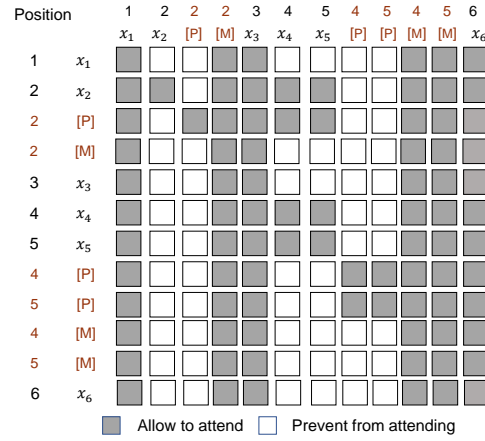 Position 1 2 2 2 3 4 5 4 5 4 5 6
x₁ x₂ [P] [M] x₃ x₄ x₅ [P] [P] [M] [M] x₆
1 x₁
2 x₂
2 [P]
2 [M]
3 x₃
4 x₄
5 x₅
4 [P]
5 [P]
4 [M]
5 [M]
6 x₆
Allow to attend Prevent from attending